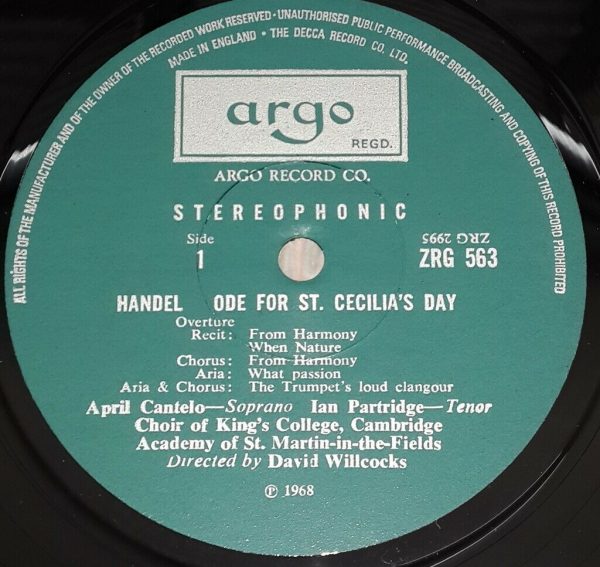 ALL RIGHTS OF THE MANUFACTURER AND OF THE OWNER OF THE RECORDED WORK RESERVED · UNAUTHORISED PUBLIC PERFORMANCE BROADCASTING AND COPYING OF THIS RECORD PROHIBITED
MADE IN ENGLAND · THE DECCA RECORD CO. LTD.
argo
REGD.
ARGO RECORD CO.
STEREOPHONIC
Side
1
ZRG 2995
ZRG 563
HANDEL ODE FOR ST. CECILIA'S DAY
Overture
Recit: From Harmony
When Nature
Chorus: From Harmony
Aria: What passion
Aria & Chorus: The Trumpet's loud clangour
April Cantelo—Soprano Ian Partridge—Tenor
Choir of King's College, Cambridge
Academy of St. Martin-in-the-Fields
Directed by David Willcocks
℗ 1968